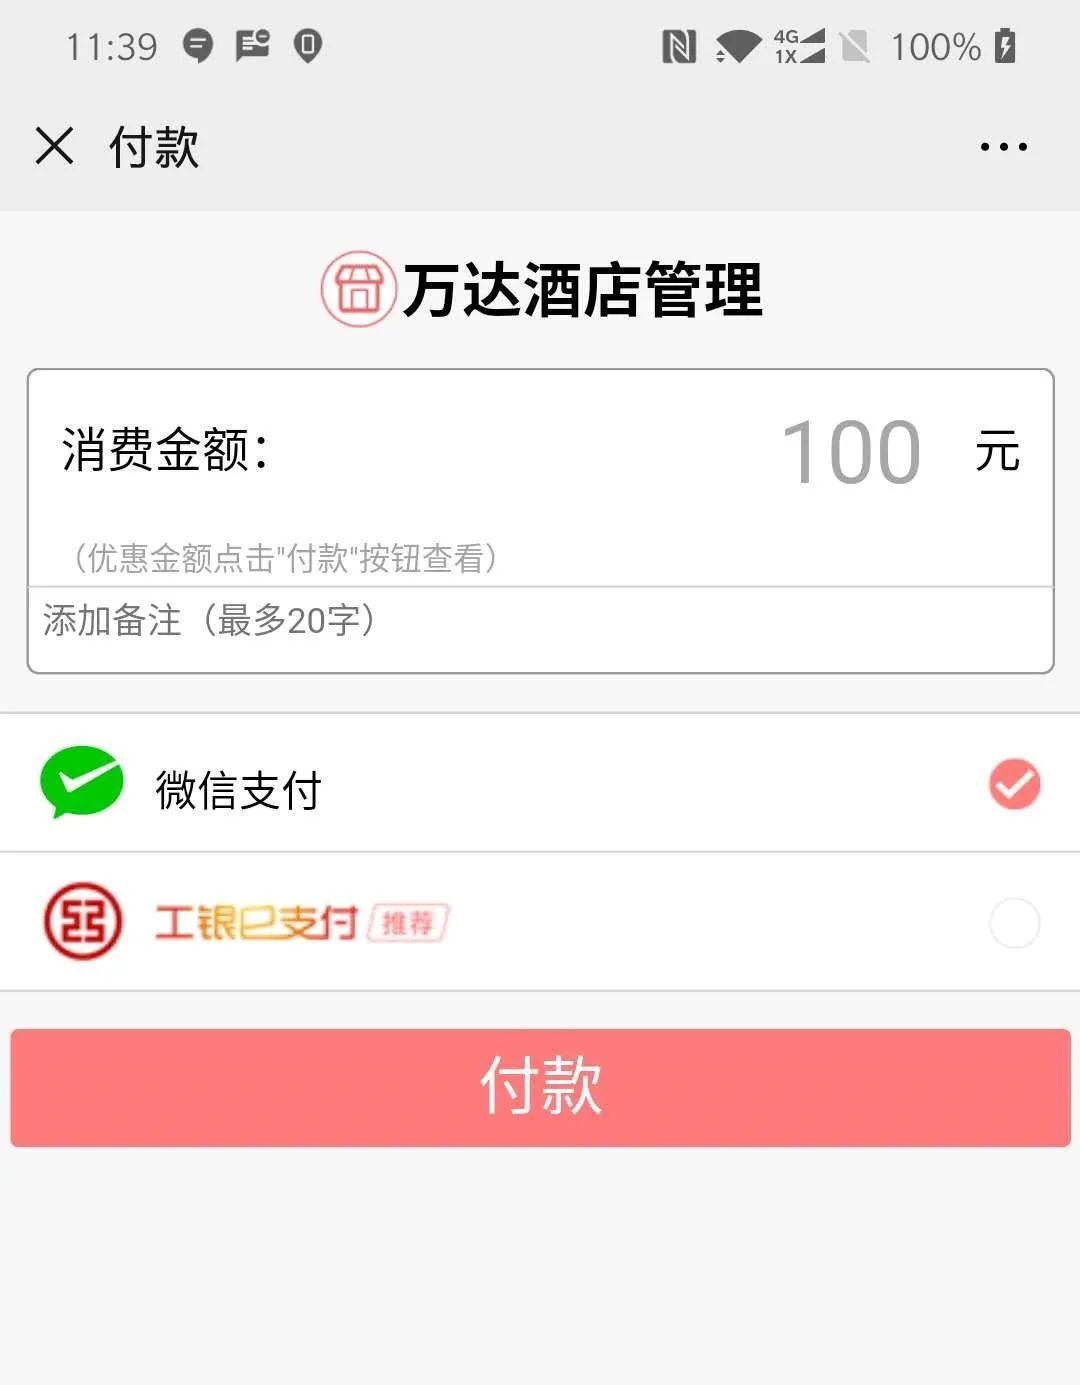 11:39
4G
1X
100%
付款
万达酒店管理
消费金额：
100 元
（优惠金额点击"付款"按钮查看）
添加备注（最多20字）
微信支付
工银e支付 推荐
付款